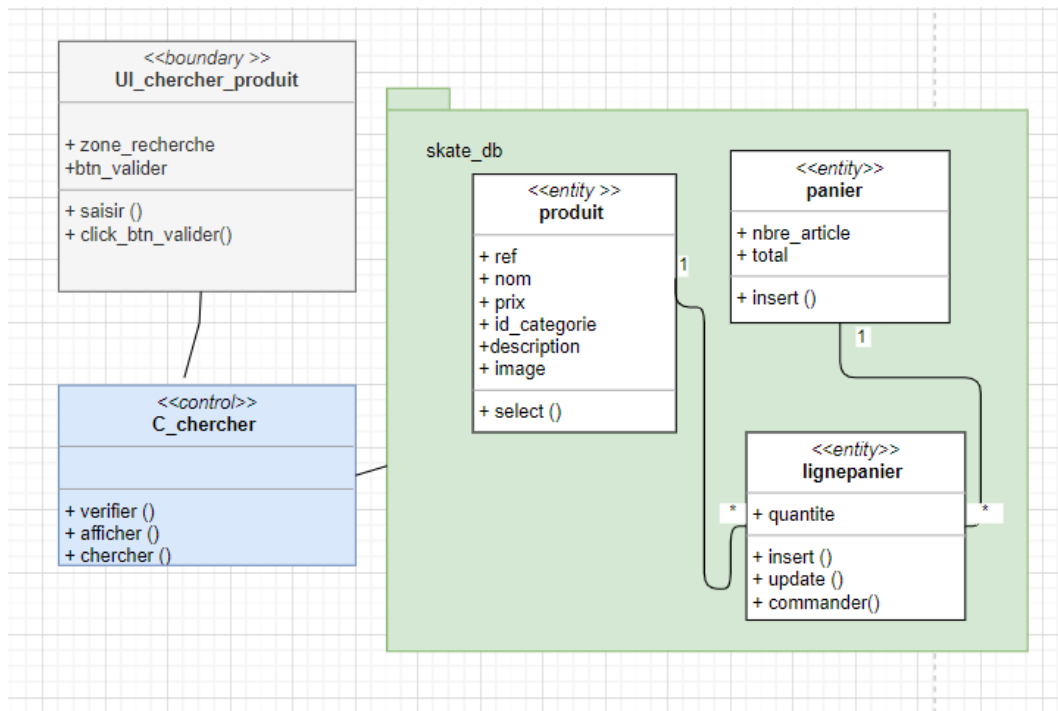 <<boundary >>
UI_chercher_produit
+ zone_recherche
+btn_valider
+ saisir ()
+ click_btn_valider()
<<control>>
C_chercher
+ verifier ()
+ afficher ()
+ chercher ()
skate_db
<<entity >>
produit
+ ref
+ nom
+ prix
+ id_categorie
+description
+ image
+ select ()
1
<<entity>>
panier
+ nbre_article
+ total
+ insert ()
1
<<entity>>
lignepanier
+ quantite
+ insert ()
+ update ()
+ commander()
*
*